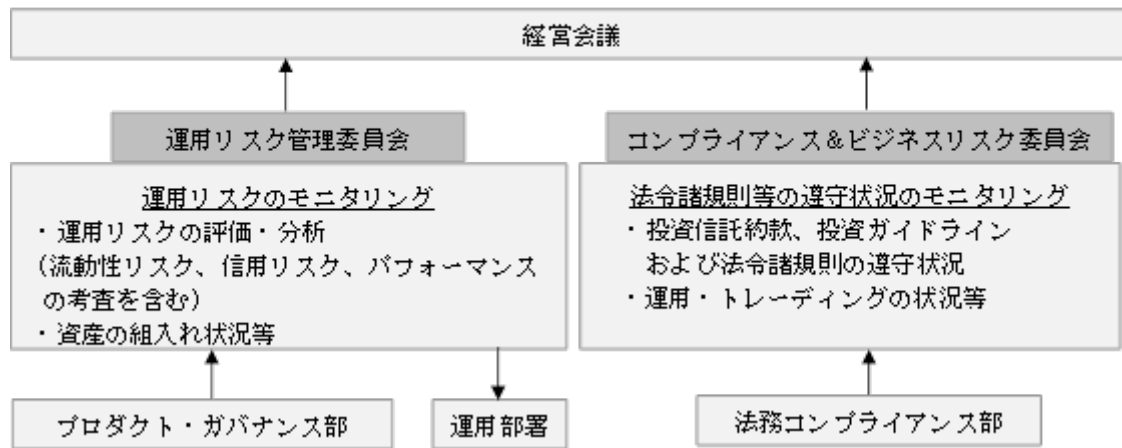 経営会議
運用リスク管理委員会
運用リスクのモニタリング
・運用リスクの評価・分析
(流動性リスク、信用リスク、パフォーマンス
の考査を含む)
・資産の組入れ状況等
プロダクト・ガバナンス部
運用部署
コンプライアンス&ビジネスリスク委員会
法令諸規則等の遵守状況のモニタリング
・投資信託約款、投資ガイドライン
および法令諸規則の遵守状況
・運用・トレーディングの状況等
法務コンプライアンス部